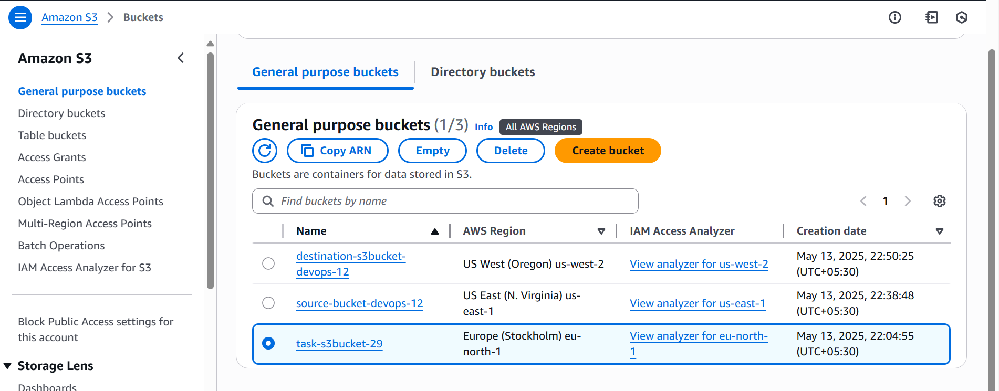 Amazon S3 > Buckets
Amazon S3
General purpose buckets
Directory buckets
Table buckets
Access Grants
Access Points
Object Lambda Access Points
Multi-Region Access Points
Batch Operations
IAM Access Analyzer for S3
Block Public Access settings for
this account
Storage Lens
Dashboards
General purpose buckets
Directory buckets
General purpose buckets (1/3) Info All AWS Regions
Copy ARN Empty Delete Create bucket
Buckets are containers for data stored in S3.
Find buckets by name
1
Name AWS Region IAM Access Analyzer Creation date
destination-s3bucket-
devops-12
US West (Oregon) us-west-2
View analyzer for us-west-2
May 13, 2025, 22:50:25
(UTC+05:30)
source-bucket-devops-12
US East (N. Virginia) us-
east-1
View analyzer for us-east-1
May 13, 2025, 22:38:48
(UTC+05:30)
task-s3bucket-29
Europe (Stockholm) eu-
north-1
View analyzer for eu-north-
1
May 13, 2025, 22:04:55
(UTC+05:30)